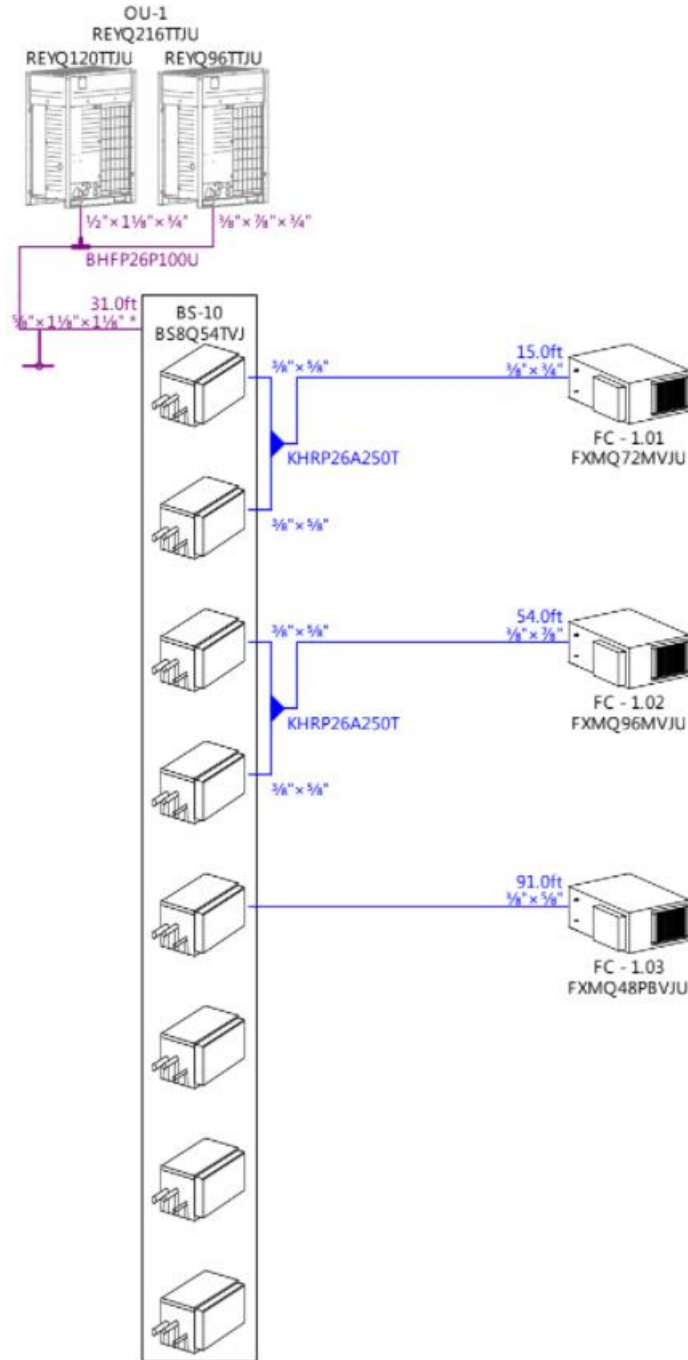 OU-1
REYQ216TTJU
REYQ120TTJU REYQ96TTJU
½"×1⅛"×¾" ⅜"×⅞"×¾"
BHFP26P100U
31.0ft
⅝"×1⅛"×1⅛" *
BS-10
BS8Q54TVJ
⅜"×⅝"
15.0ft
⅜"×¾"
KHRP26A250T
FC - 1.01
FXMQ72MVJU
⅜"×⅝"
⅜"×⅝"
54.0ft
⅜"×⅞"
KHRP26A250T
FC - 1.02
FXMQ96MVJU
⅜"×⅝"
91.0ft
⅜"×⅝"
FC - 1.03
FXMQ48PBVJU